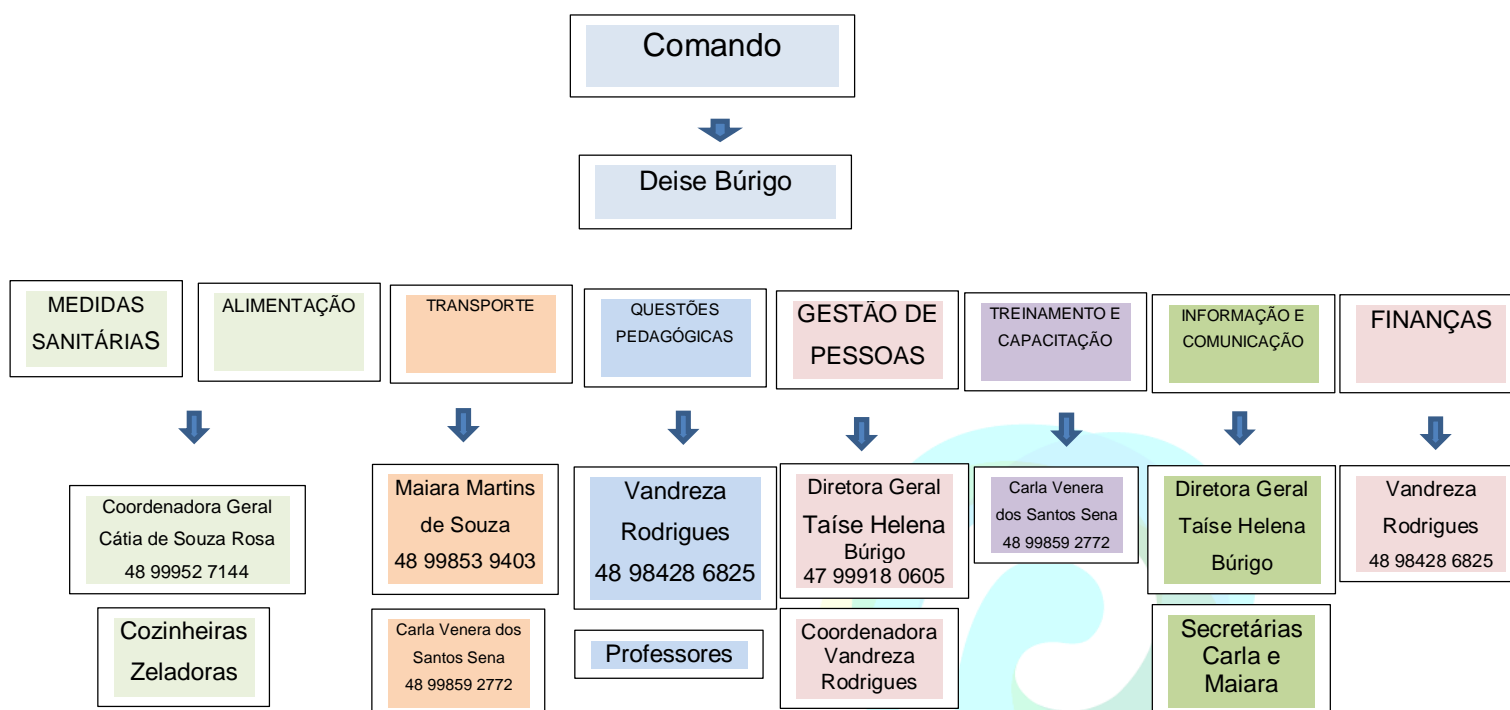 Comando
Deise Búrigo
MEDIDAS
SANITÁRIAS
ALIMENTAÇÃO
TRANSPORTE
QUESTÕES
PEDAGÓGICAS
GESTÃO DE
PESSOAS
TREINAMENTO E
CAPACITAÇÃO
INFORMAÇÃO E
COMUNICAÇÃO
FINANÇAS
Coordenadora Geral
Cátia de Souza Rosa
48 99952 7144
Cozinheiras
Zeladoras
Maiara Martins
de Souza
48 99853 9403
Carla Venera dos
Santos Sena
48 99859 2772
Vandreza
Rodrigues
48 98428 6825
Professores
Diretora Geral
Taíse Helena
Búrigo
47 99918 0605
Coordenadora
Vandreza
Rodrigues
Carla Venera
dos Santos Sena
48 99859 2772
Diretora Geral
Taíse Helena
Búrigo
Secretárias
Carla e
Maiara
Vandreza
Rodrigues
48 98428 6825